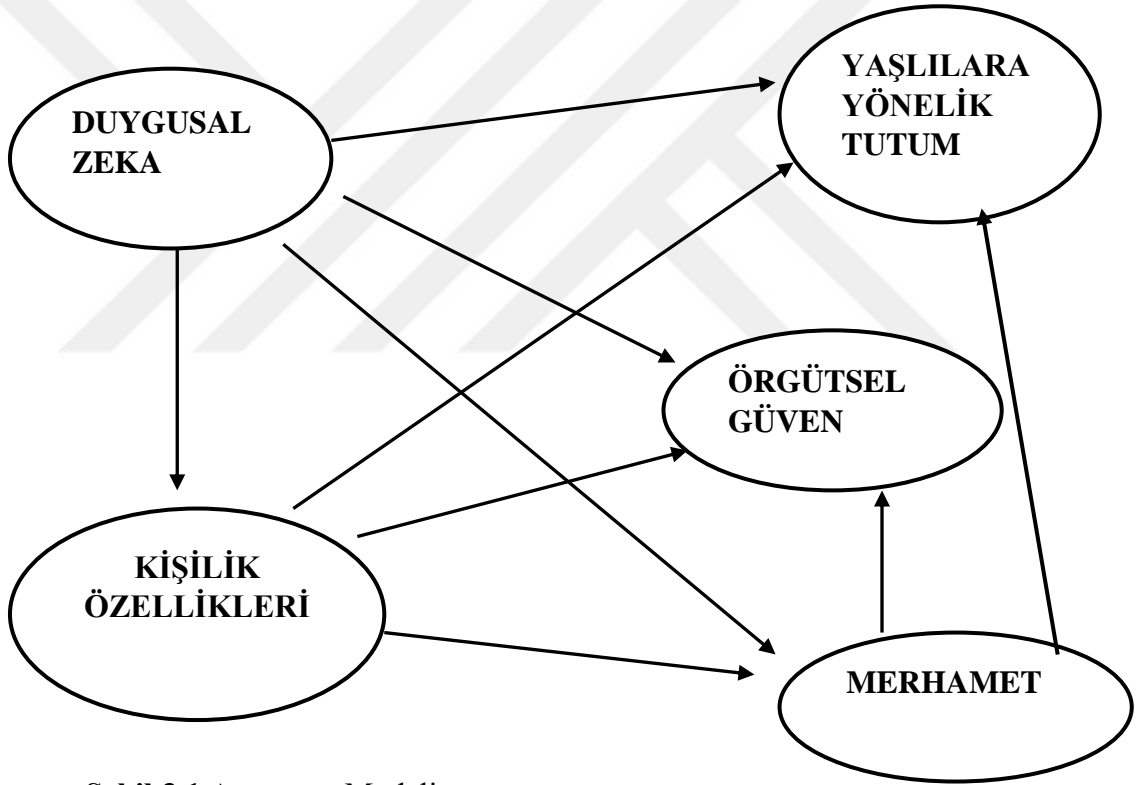 YAŞLILARA
YÖNELİK
TUTUM
DUYGUSAL
ZEKA
ÖRGÜTSEL
GÜVEN
KİŞİLİK
ÖZELLİKLERİ
MERHAMET